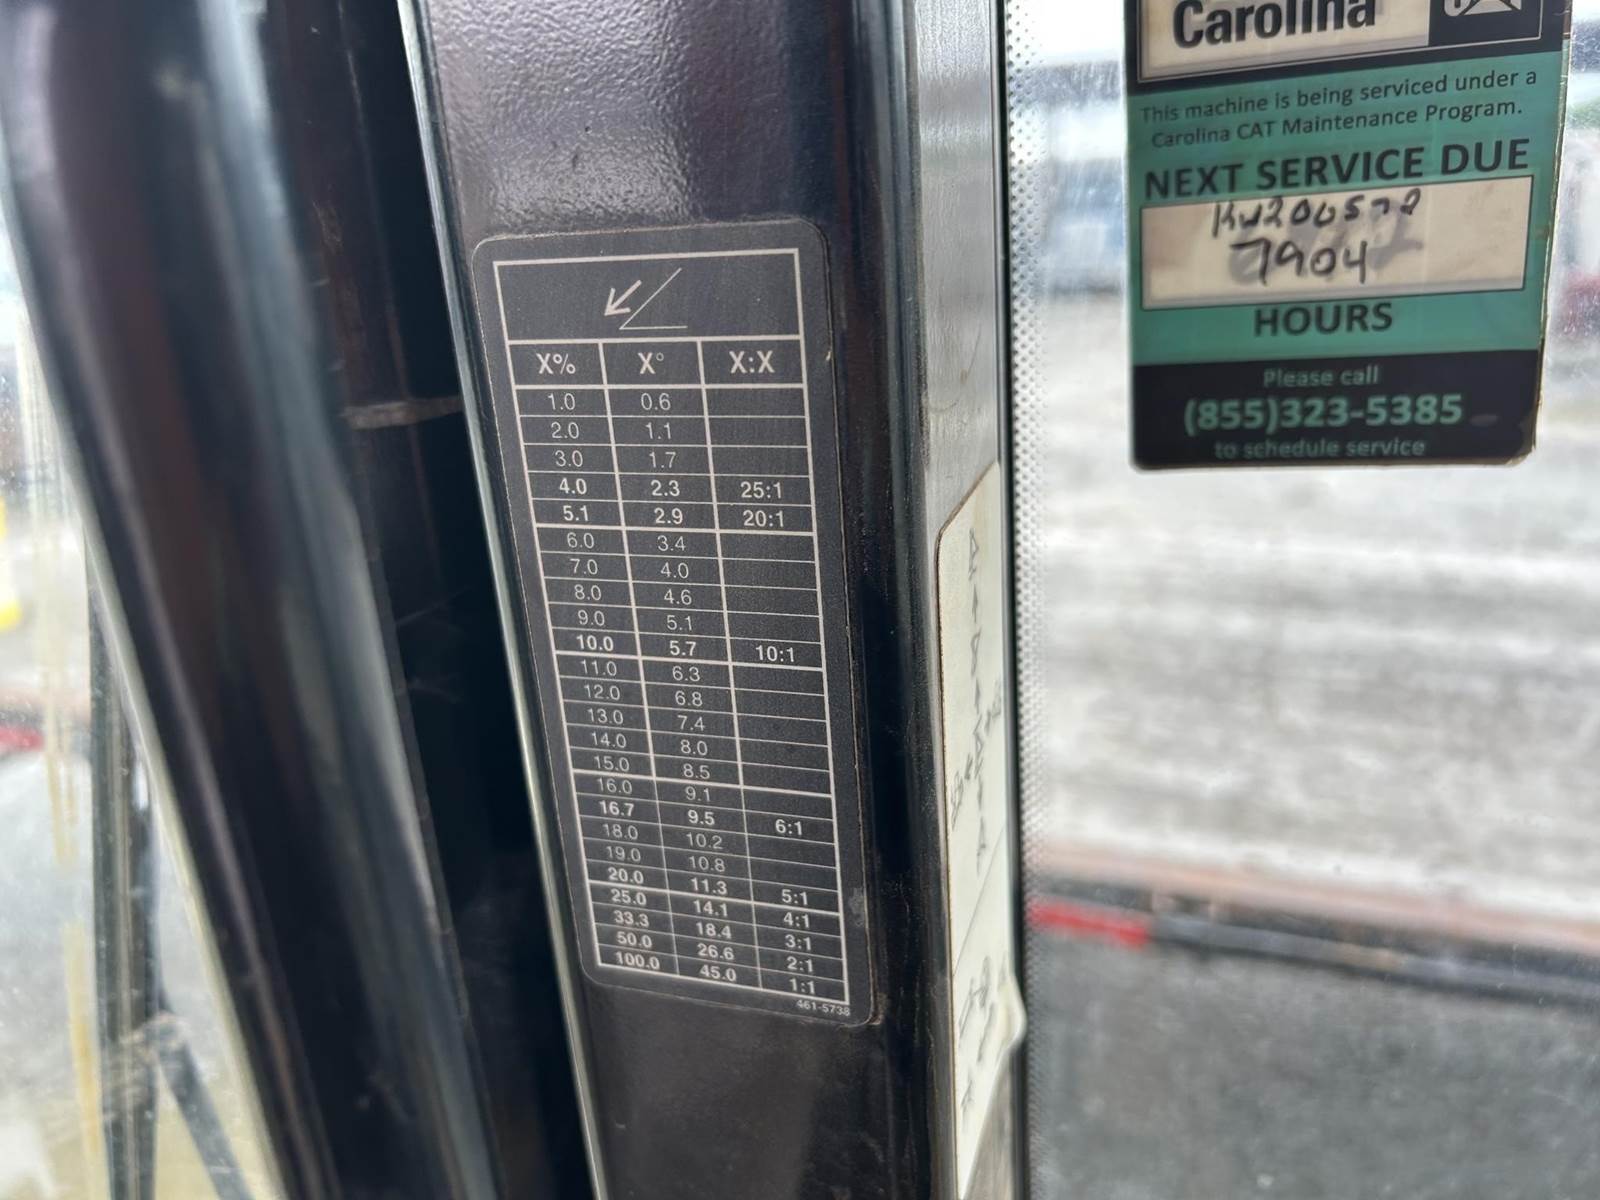 X% X° X:X
1.0 0.6
2.0 1.1
3.0 1.7
4.0 2.3 25:1
5.1 2.9 20:1
6.0 3.4
7.0 4.0
8.0 4.6
9.0 5.1
10.0 5.7 10:1
11.0 6.3
12.0 6.8
13.0 7.4
14.0 8.0
15.0 8.5
16.0 9.1
16.7 9.5 6:1
18.0 10.2
19.0 10.8
20.0 11.3 5:1
25.0 14.1 4:1
33.3 18.4 3:1
50.0 26.6 2:1
100.0 45.0 1:1
461-5738
Carolina
This machine is being serviced under a
Carolina CAT Maintenance Program.
NEXT SERVICE DUE
7904
HOURS
Please call
(855)323-5385
to schedule service